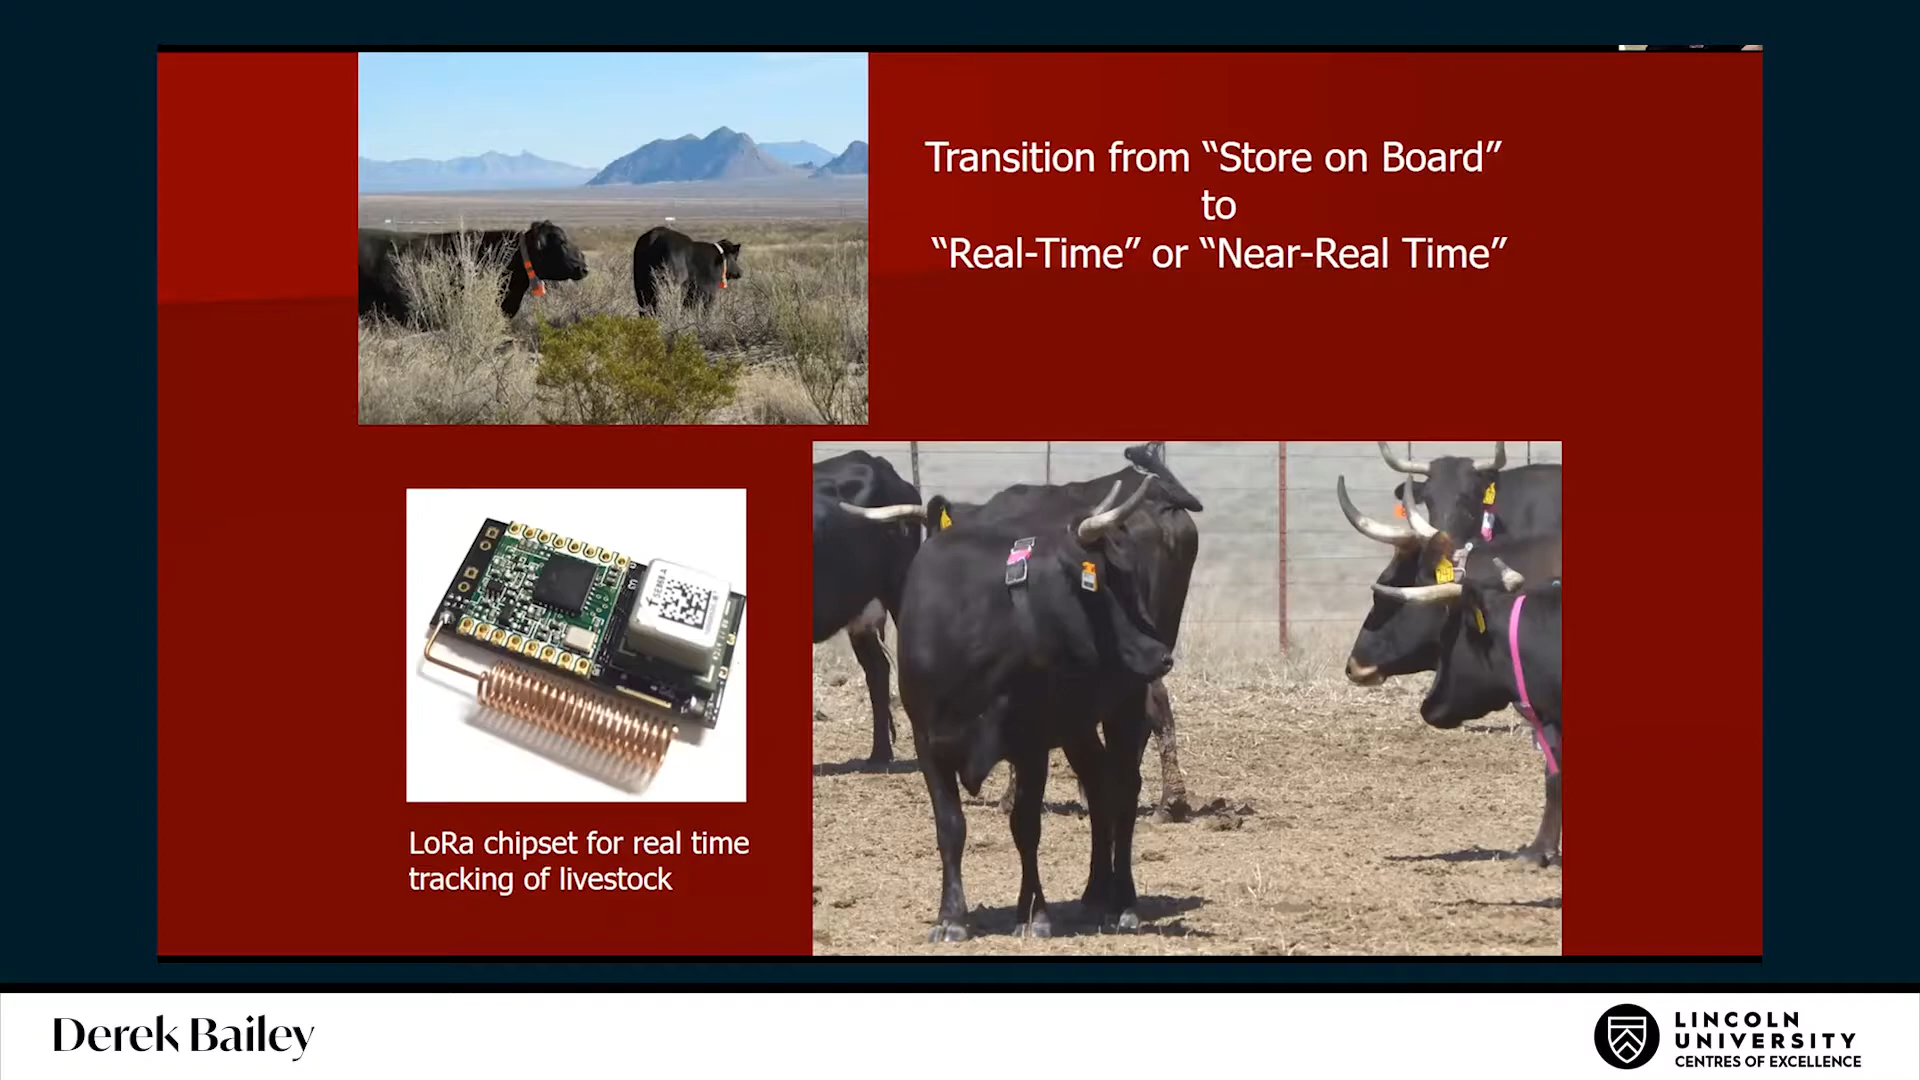 Transition from “Store on Board”
to
“Real-Time” or “Near-Real Time”
LoRa chipset for real time
tracking of livestock
Derek Bailey
LINCOLN
UNIVERSITY
CENTRES OF EXCELLENCE